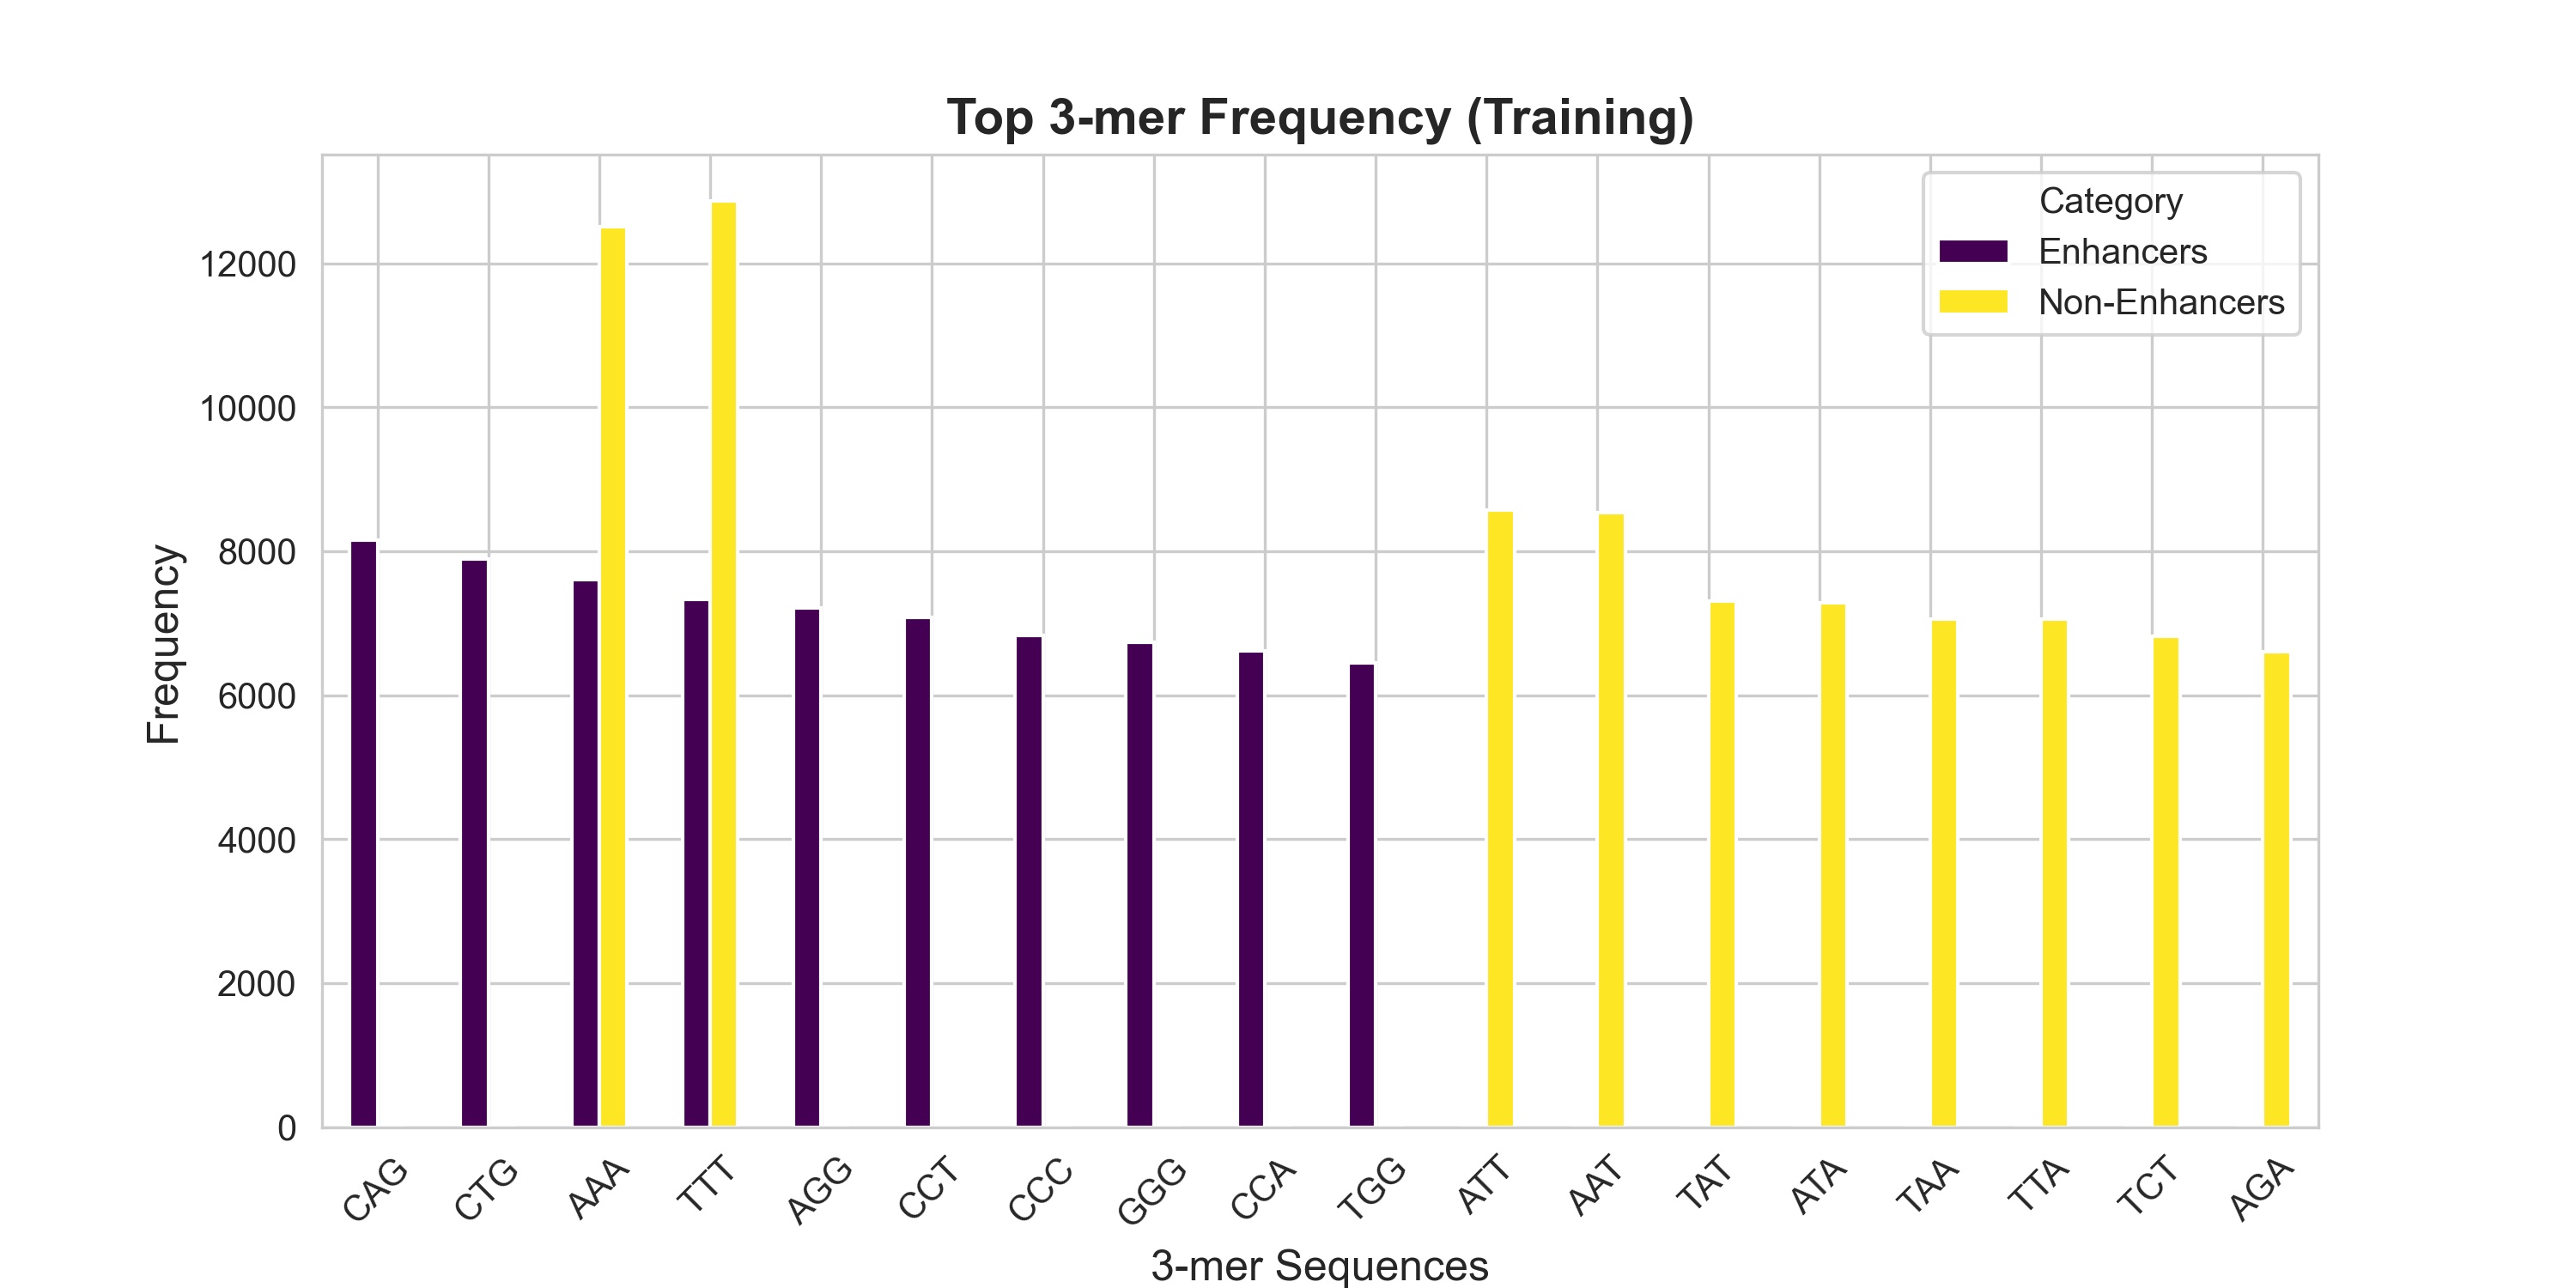 Top 3-mer Frequency (Training)
Category
Enhancers
Non-Enhancers
Frequency
12000
10000
8000
6000
4000
2000
0
CAG CTG AAA TTT AGG CCT CCC GGG CCA TGG ATT AAT TAT ATA TAA TTA TCT AGA
3-mer Sequences